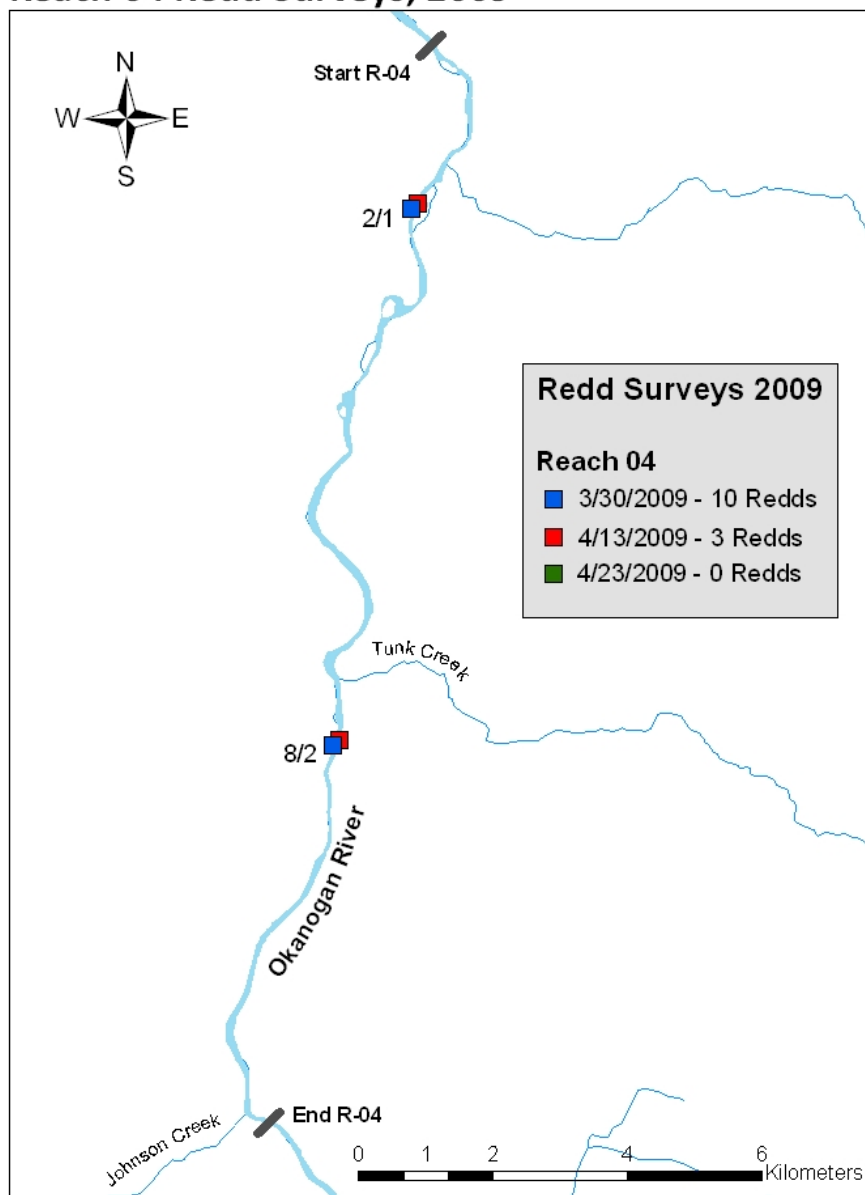 Start R-04
N
W E
S
2/1
Redd Surveys 2009
Reach 04
3/30/2009 - 10 Redds
4/13/2009 - 3 Redds
4/23/2009 - 0 Redds
Tunk Creek
8/2
Okanogan River
End R-04
Johnson Creek
0 1 2 4 6
Kilometers